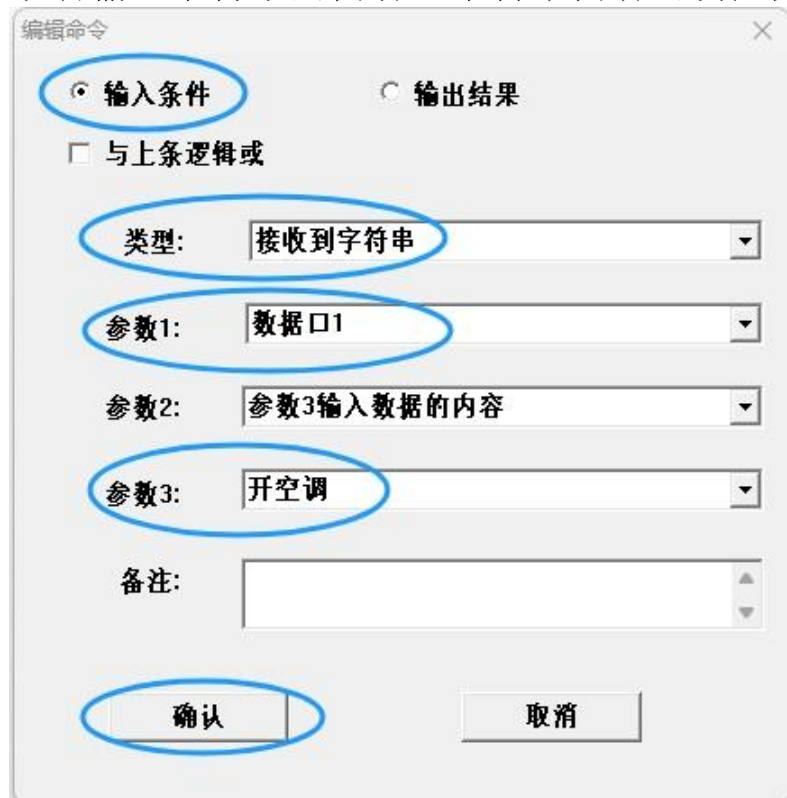 编辑命令
输入条件 输出结果
与上条逻辑或
类型: 接收到字符串
参数1: 数据口1
参数2: 参数3输入数据的内容
参数3: 开空调
备注:
确认 取消